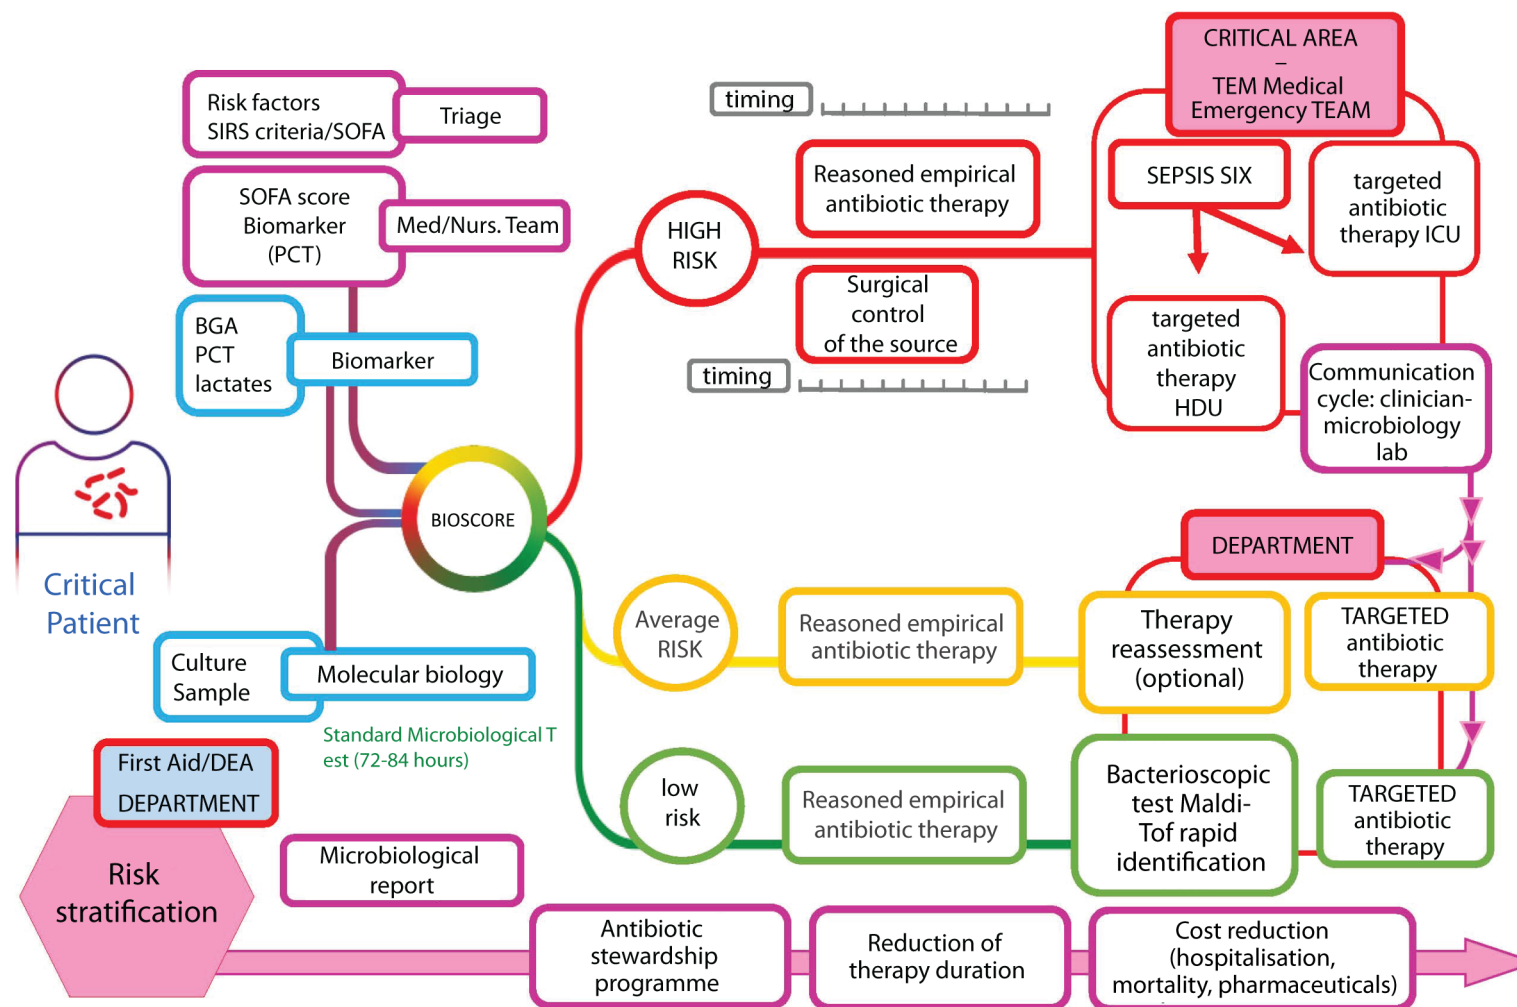 Risk factors
SIRS criteria/SOFA
Triage
SOFA score
Biomarker
(PCT)
Med/Nurs. Team
BGA
PCT
lactates
Biomarker
Critical
Patient
BIOSCORE
Culture
Sample
Molecular biology
Standard Microbiological T
est (72-84 hours)
First Aid/DEA
DEPARTMENT
Risk
stratification
Microbiological
report
timing
HIGH
RISK
Reasoned empirical
antibiotic therapy
Surgical
control
of the source
timing
CRITICAL AREA
–
TEM Medical
Emergency TEAM
SEPSIS SIX
targeted
antibiotic
therapy ICU
targeted
antibiotic
therapy
HDU
Communication
cycle: clinician-
microbiology
lab
DEPARTMENT
Average
RISK
Reasoned empirical
antibiotic therapy
Therapy
reassessment
(optional)
TARGETED
antibiotic
therapy
low
risk
Reasoned empirical
antibiotic therapy
Bacterioscopic
test Maldi-
Tof rapid
identification
TARGETED
antibiotic
therapy
Antibiotic
stewardship
programme
Reduction of
therapy duration
Cost reduction
(hospitalisation,
mortality, pharmaceuticals)